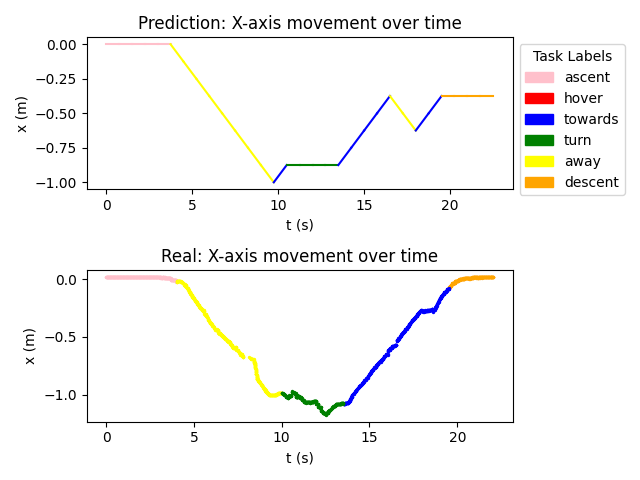 Prediction: X-axis movement over time
0.00
−0.25
−0.50
−0.75
−1.00
x (m)
0 5 10 15 20
t (s)
Task Labels
ascent
hover
towards
turn
away
descent
Real: X-axis movement over time
0.0
−0.5
−1.0
x (m)
0 5 10 15 20
t (s)